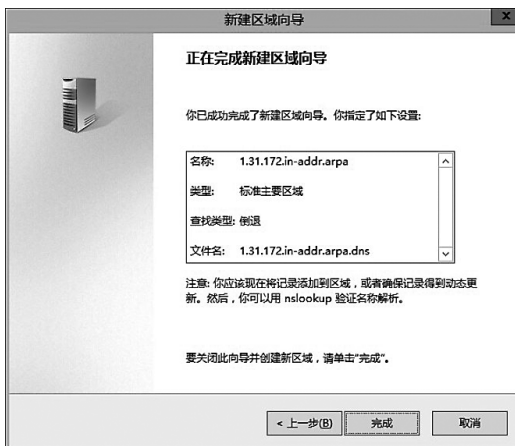 新建区域向导
x
正在完成新建区域向导
你已成功完成了新建区域向导。你指定了如下设置:
名称: 1.31.172.in-addr.arpa
类型: 标准主要区域
查找类型: 倒退
文件名: 1.31.172.in-addr.arpa.dns
注意: 你应该现在将记录添加到区域，或者确保记录得到动态更
新。然后，你可以用 nslookup 验证名称解析。
要关闭此向导并创建新区域，请单击"完成"。
< 上一步(B)
完成
取消